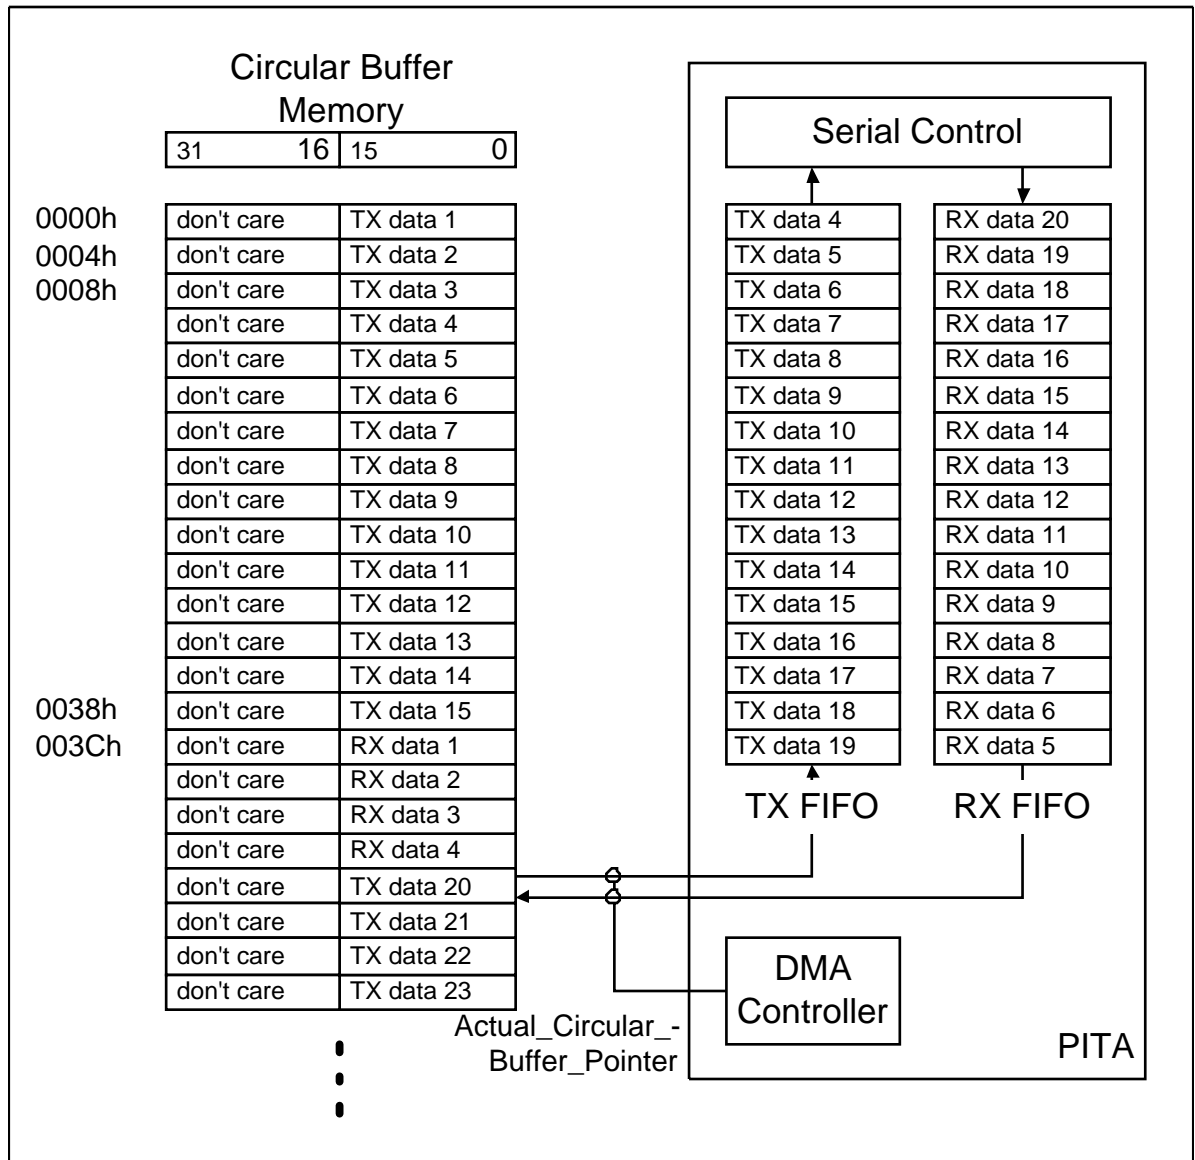 Circular Buffer
Memory
31 16 15 0
0000h don't care TX data 1
0004h don't care TX data 2
0008h don't care TX data 3
don't care TX data 4
don't care TX data 5
don't care TX data 6
don't care TX data 7
don't care TX data 8
don't care TX data 9
don't care TX data 10
don't care TX data 11
don't care TX data 12
don't care TX data 13
don't care TX data 14
0038h don't care TX data 15
003Ch don't care RX data 1
don't care RX data 2
don't care RX data 3
don't care RX data 4
don't care TX data 20
don't care TX data 21
don't care TX data 22
don't care TX data 23
Actual_Circular_-
Buffer_Pointer
Serial Control
TX data 4 RX data 20
TX data 5 RX data 19
TX data 6 RX data 18
TX data 7 RX data 17
TX data 8 RX data 16
TX data 9 RX data 15
TX data 10 RX data 14
TX data 11 RX data 13
TX data 12 RX data 12
TX data 13 RX data 11
TX data 14 RX data 10
TX data 15 RX data 9
TX data 16 RX data 8
TX data 17 RX data 7
TX data 18 RX data 6
TX data 19 RX data 5
TX FIFO RX FIFO
DMA
Controller
PITA